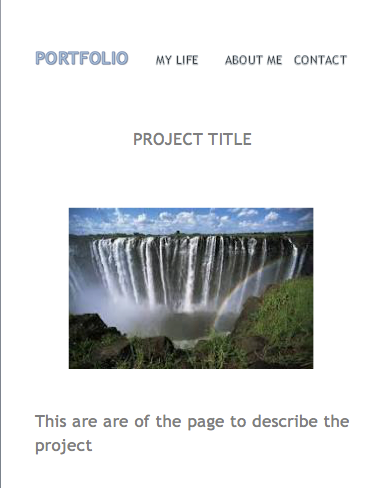 PORTFOLIO MY LIFE ABOUT ME CONTACT
PROJECT TITLE
This are are of the page to describe the
project